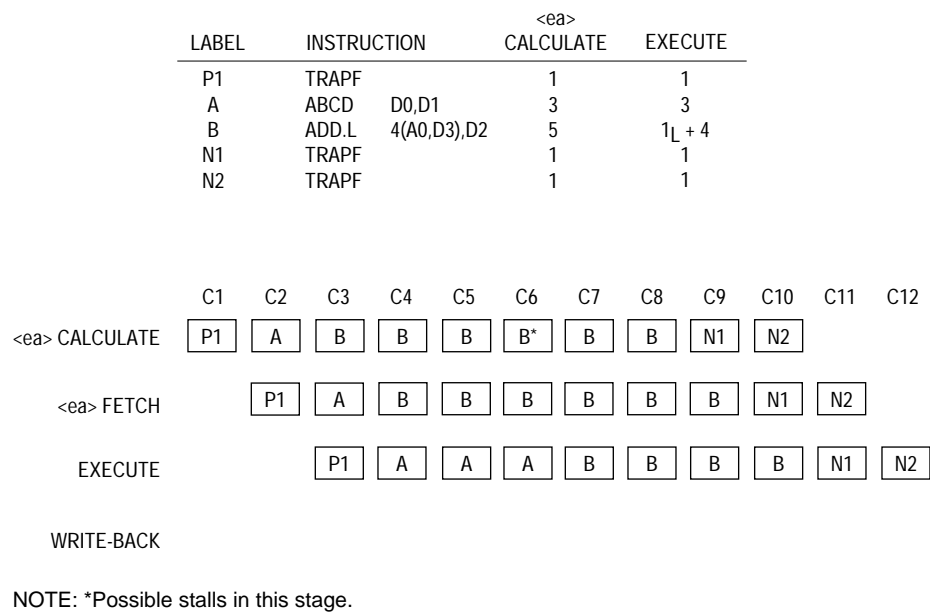 <ea>
LABEL INSTRUCTION CALCULATE EXECUTE
P1 TRAPF 1 1
A ABCD D0,D1 3 3
B ADD.L 4(A0,D3),D2 5 1L + 4
N1 TRAPF 1 1
N2 TRAPF 1 1
C1 C2 C3 C4 C5 C6 C7 C8 C9 C10 C11 C12
<ea> CALCULATE P1 A B B B B* B B N1 N2
<ea> FETCH P1 A B B B B B B N1 N2
EXECUTE P1 A A A B B B B N1 N2
WRITE-BACK
NOTE: *Possible stalls in this stage.